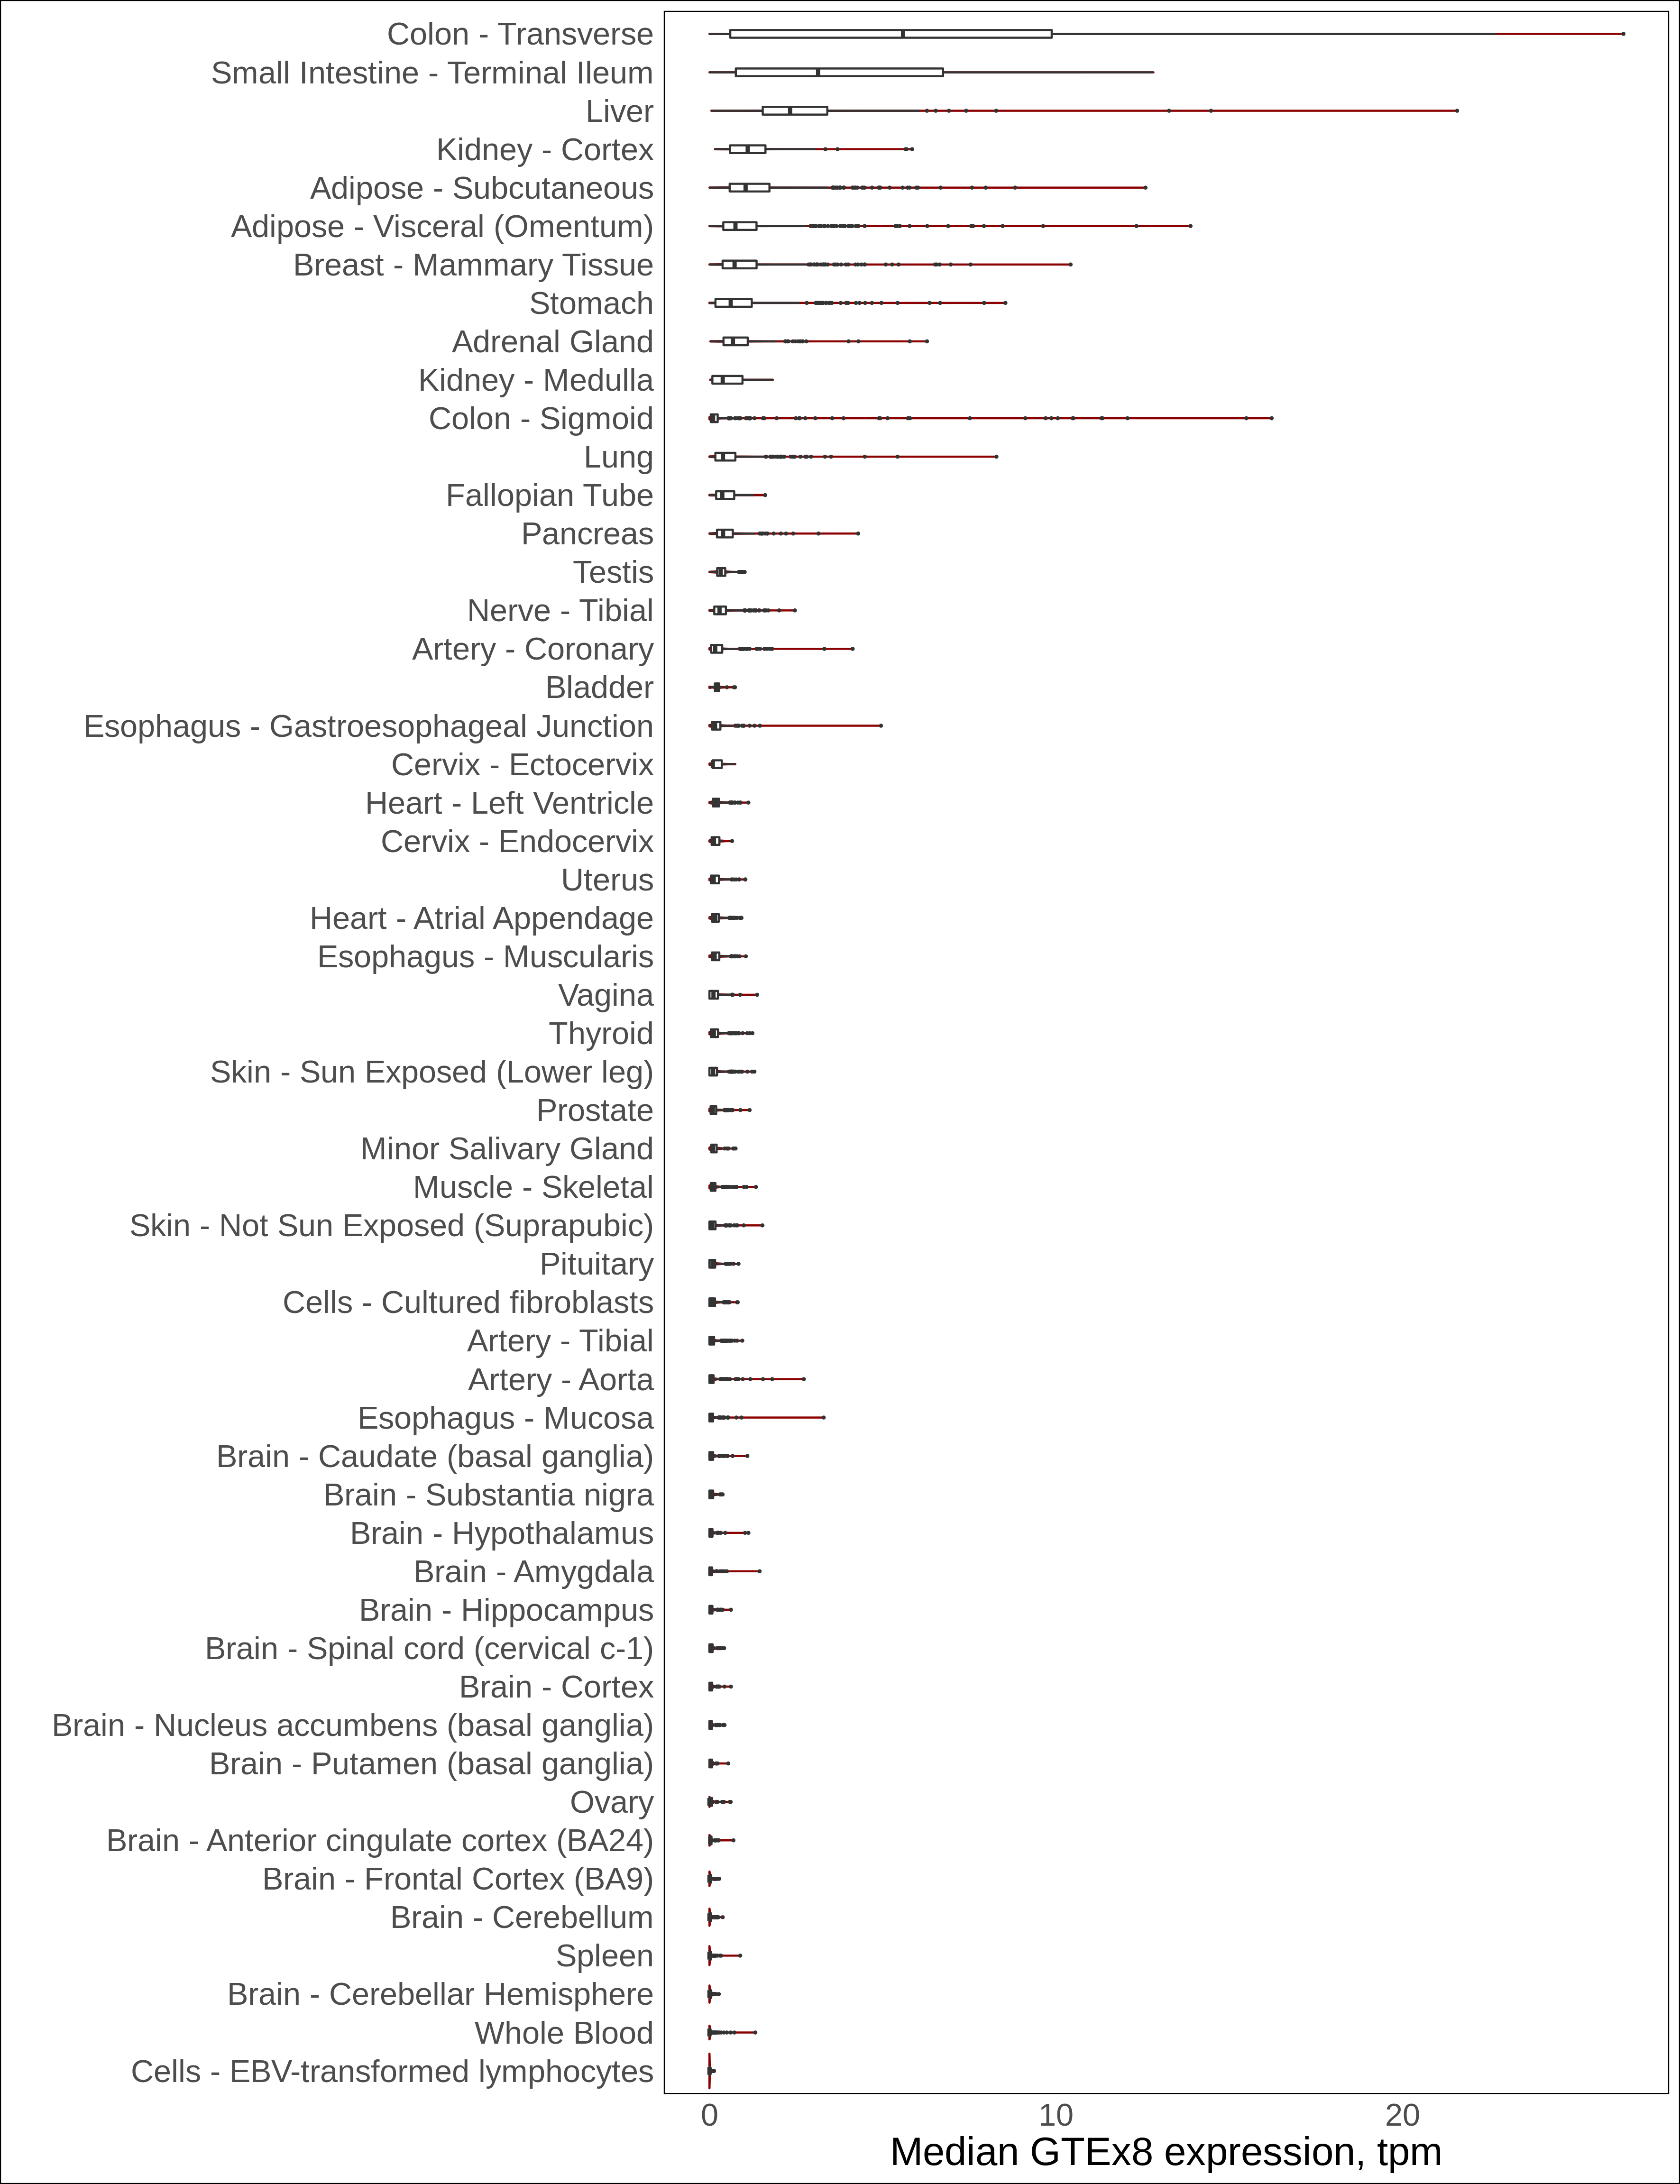 Colon - Transverse
Small Intestine - Terminal Ileum
Liver
Kidney - Cortex
Adipose - Subcutaneous
Adipose - Visceral (Omentum)
Breast - Mammary Tissue
Stomach
Adrenal Gland
Kidney - Medulla
Colon - Sigmoid
Lung
Fallopian Tube
Pancreas
Testis
Nerve - Tibial
Artery - Coronary
Bladder
Esophagus - Gastroesophageal Junction
Cervix - Ectocervix
Heart - Left Ventricle
Cervix - Endocervix
Uterus
Heart - Atrial Appendage
Esophagus - Muscularis
Vagina
Thyroid
Skin - Sun Exposed (Lower leg)
Prostate
Minor Salivary Gland
Muscle - Skeletal
Skin - Not Sun Exposed (Suprapubic)
Pituitary
Cells - Cultured fibroblasts
Artery - Tibial
Artery - Aorta
Esophagus - Mucosa
Brain - Caudate (basal ganglia)
Brain - Substantia nigra
Brain - Hypothalamus
Brain - Amygdala
Brain - Hippocampus
Brain - Spinal cord (cervical c-1)
Brain - Cortex
Brain - Nucleus accumbens (basal ganglia)
Brain - Putamen (basal ganglia)
Ovary
Brain - Anterior cingulate cortex (BA24)
Brain - Frontal Cortex (BA9)
Brain - Cerebellum
Spleen
Brain - Cerebellar Hemisphere
Whole Blood
Cells - EBV-transformed lymphocytes
0 10 20
Median GTEx8 expression, tpm